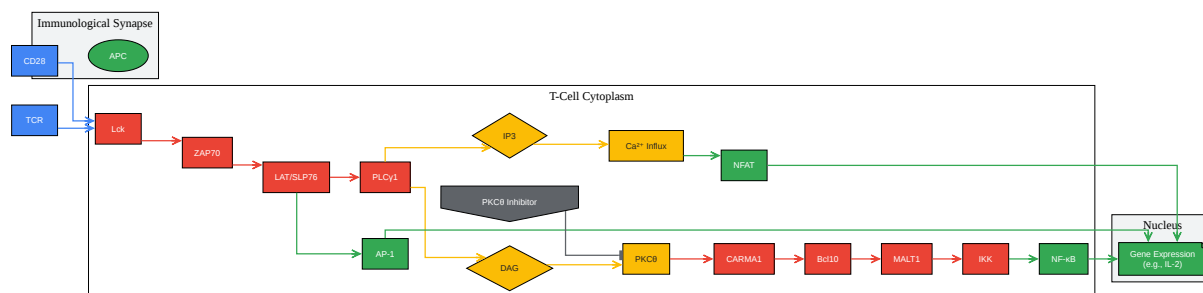 Immunological Synapse
CD28
APC
T-Cell Cytoplasm
TCR
Lck
IP3
Ca²⁺ Influx
ZAP70
NFAT
LAT/SLP76
PLCγ1
PKCθ Inhibitor
Nucleus
AP-1
DAG
PKCθ
CARMA1
Bcl10
MALT1
IKK
NF-κB
Gene Expression
(e.g., IL-2)